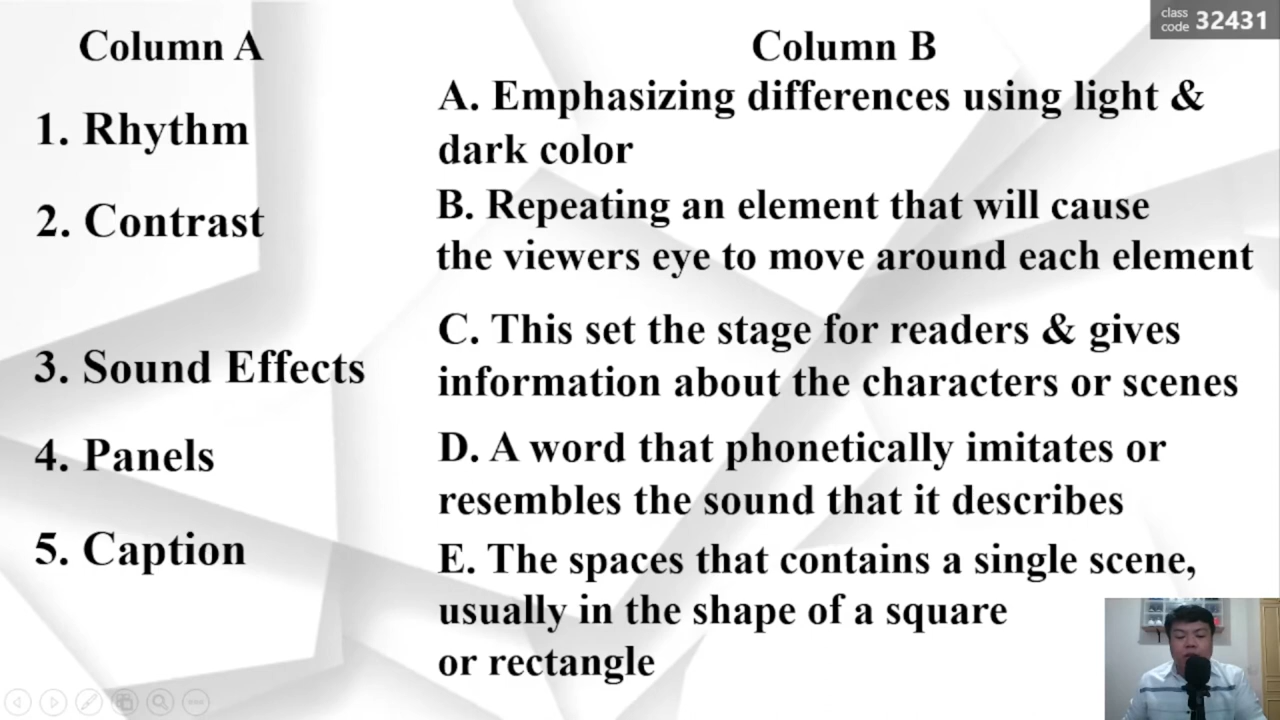 class
code 32431
Column A
1. Rhythm
2. Contrast
3. Sound Effects
4. Panels
5. Caption
Column B
A. Emphasizing differences using light &
dark color
B. Repeating an element that will cause
the viewers eye to move around each element
C. This set the stage for readers & gives
information about the characters or scenes
D. A word that phonetically imitates or
resembles the sound that it describes
E. The spaces that contains a single scene,
usually in the shape of a square
or rectangle